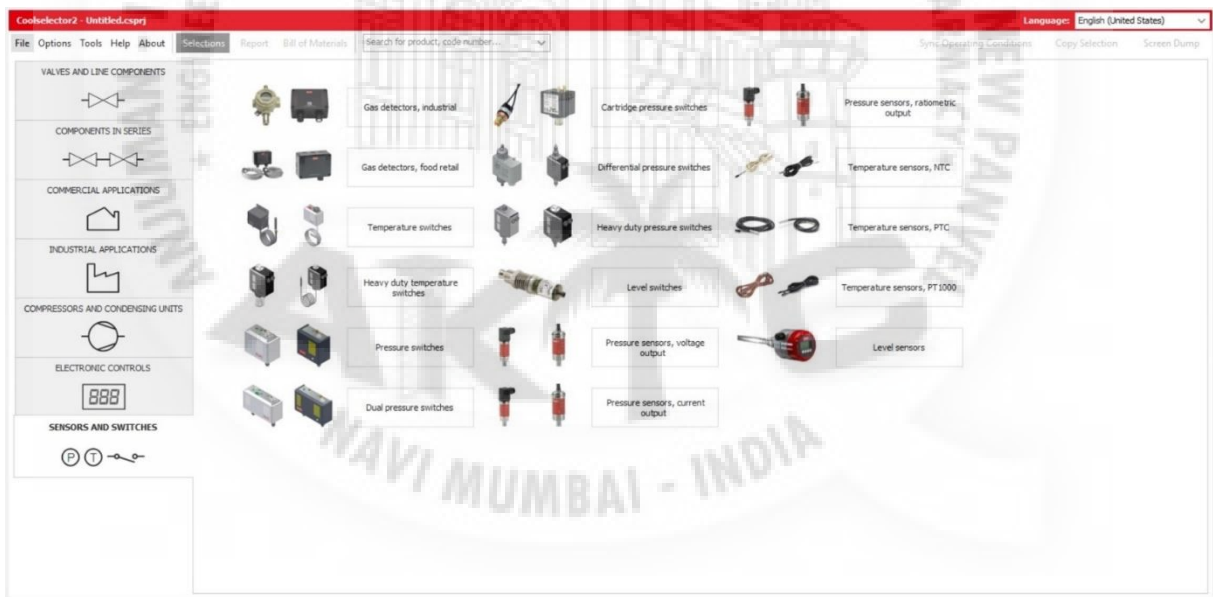 Coolselector2 - Untitled.csprj
Language: English (United States)
File Options Tools Help About Selections Report Bill of Materials Search for product, code number... Sync Operating Conditions Copy Selection Screen Dump
VALVES AND LINE COMPONENTS
COMPONENTS IN SERIES
COMMERCIAL APPLICATIONS
INDUSTRIAL APPLICATIONS
COMPRESSORS AND CONDENSING UNITS
ELECTRONIC CONTROLS
888
SENSORS AND SWITCHES
P T
Gas detectors, industrial
Gas detectors, food retail
Temperature switches
Heavy duty temperature
switches
Pressure switches
Dual pressure switches
Cartridge pressure switches
Differential pressure switches
Heavy duty pressure switches
Level switches
Pressure sensors, voltage
output
Pressure sensors, current
output
Pressure sensors, ratiometric
output
Temperature sensors, NTC
Temperature sensors, PTC
Temperature sensors, PT1000
Level sensors
AKTG
NAVI MUMBAI - INDIA